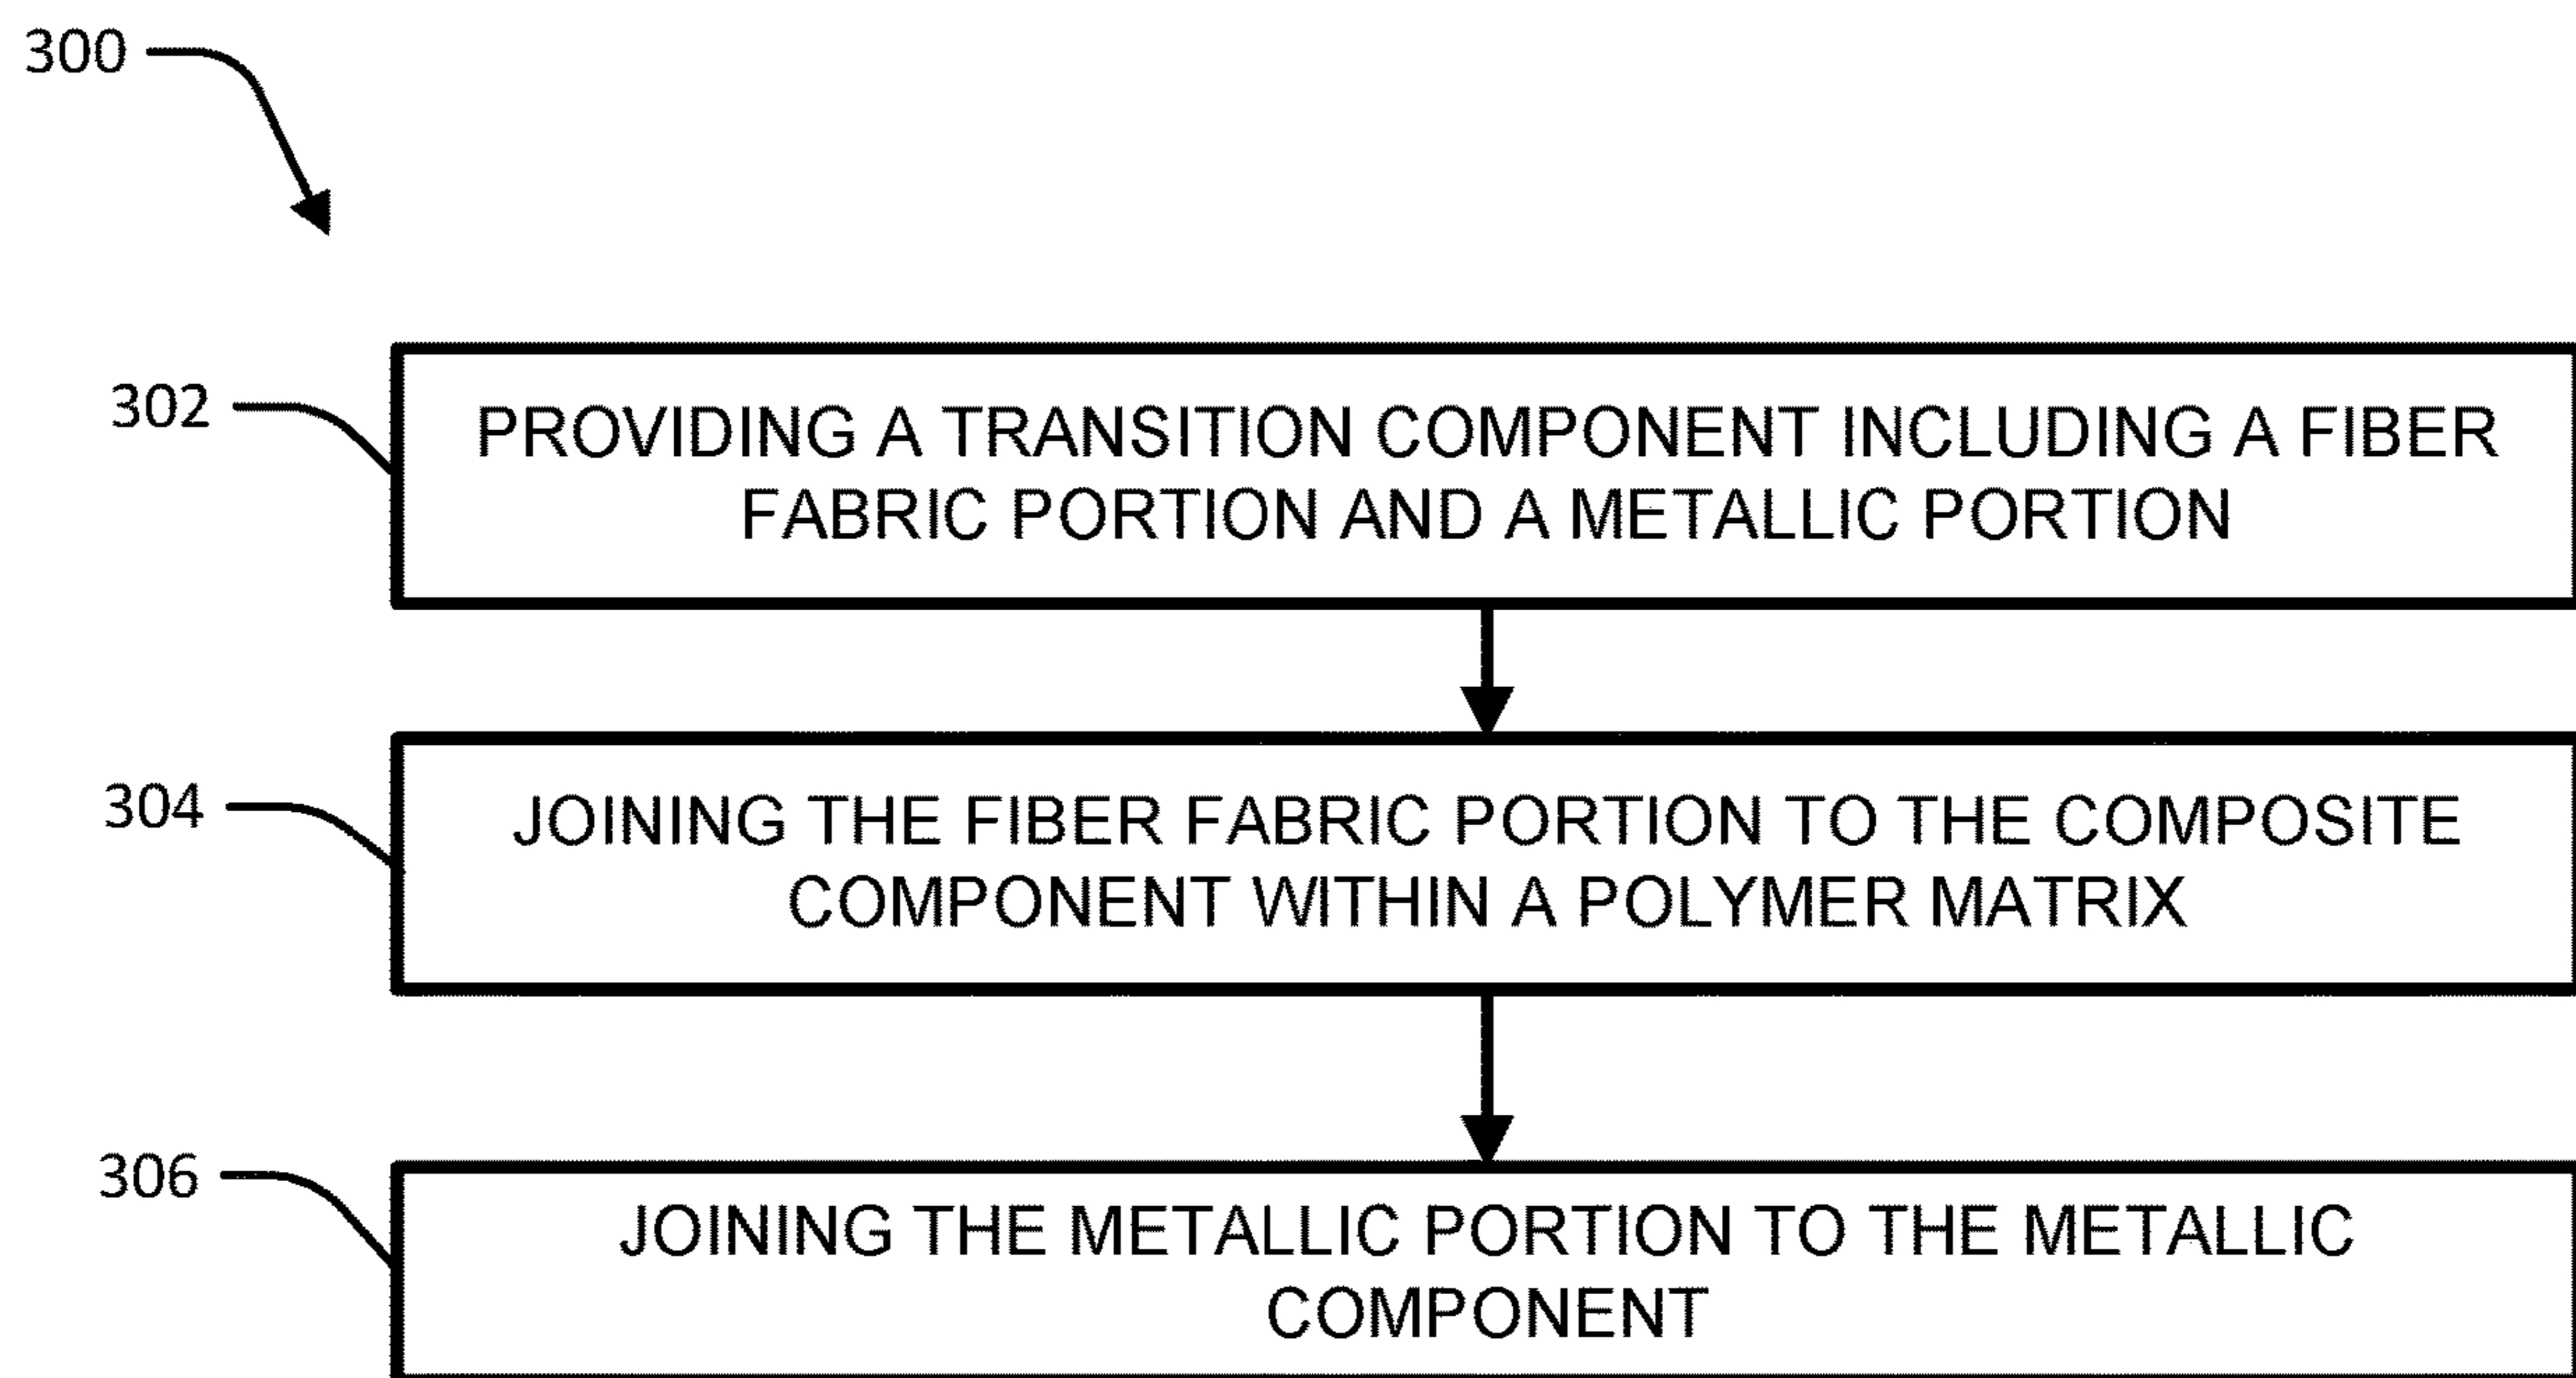 300
302
PROVIDING A TRANSITION COMPONENT INCLUDING A FIBER
FABRIC PORTION AND A METALLIC PORTION
304
JOINING THE FIBER FABRIC PORTION TO THE COMPOSITE
COMPONENT WITHIN A POLYMER MATRIX
306
JOINING THE METALLIC PORTION TO THE METALLIC
COMPONENT